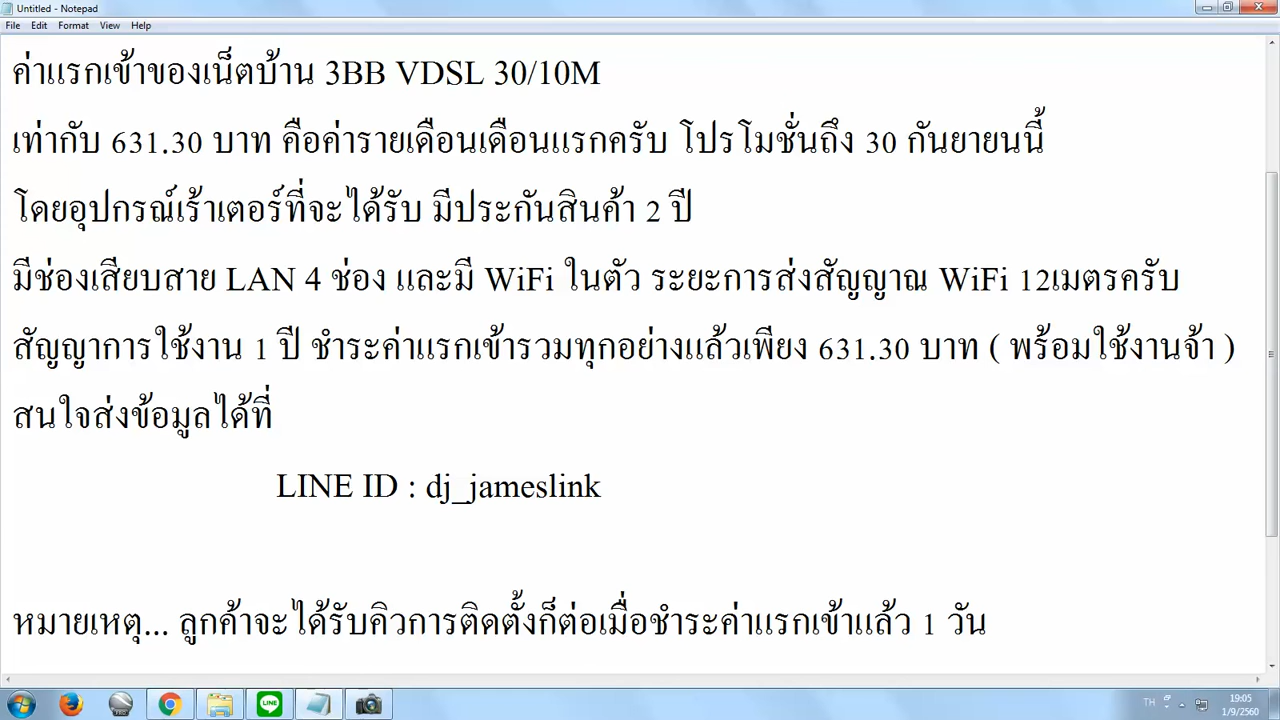 Untitled - Notepad
File Edit Format View Help
ค่าแรกเข้าของเน็ตบ้าน 3BB VDSL 30/10M
เท่ากับ 631.30 บาท คือค่ารายเดือนเดือนแรกครับ โปรโมชั่นถึง 30 กันยายนนี้
โดยอุปกรณ์เร้าเตอร์ที่จะได้รับ มีประกันสินค้า 2 ปี
มีช่องเสียบสาย LAN 4 ช่อง และมี WiFi ในตัว ระยะการส่งสัญญาณ WiFi 12เมตรครับ
สัญญาการใช้งาน 1 ปี ชำระค่าแรกเข้ารวมทุกอย่างแล้วเพียง 631.30 บาท ( พร้อมใช้งานจ้า )
สนใจส่งข้อมูลได้ที่
LINE ID : dj_jameslink
หมายเหตุ... ลูกค้าจะได้รับคิวการติดตั้งก็ต่อเมื่อชำระค่าแรกเข้าแล้ว 1 วัน
LINE
TH
19:05
1/9/2560